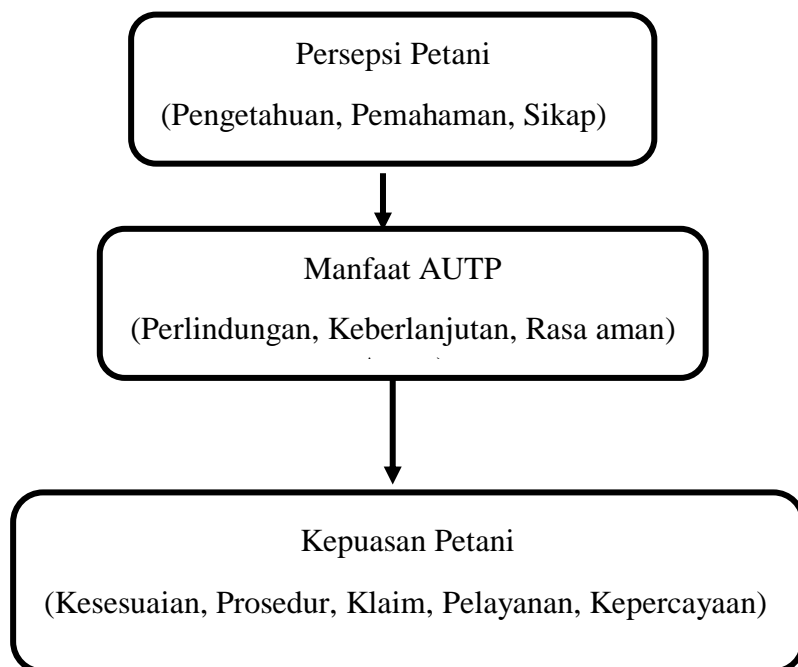 Persepsi Petani
(Pengetahuan, Pemahaman, Sikap)
Manfaat AUTP
(Perlindungan, Keberlanjutan, Rasa aman)
Kepuasan Petani
(Kesesuaian, Prosedur, Klaim, Pelayanan, Kepercayaan)